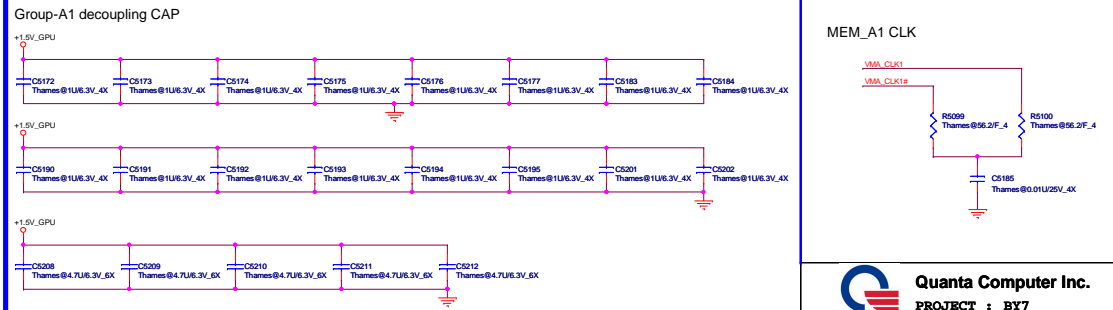 Group-A1 decoupling CAP
+1.5V_GPU
C5172
Thames@1U/6.3V_4X
C5173
Thames@1U/6.3V_4X
C5174
Thames@1U/6.3V_4X
C5175
Thames@1U/6.3V_4X
C5176
Thames@1U/6.3V_4X
C5177
Thames@1U/6.3V_4X
C5183
Thames@1U/6.3V_4X
C5184
Thames@1U/6.3V_4X
+1.5V_GPU
C5190
Thames@1U/6.3V_4X
C5191
Thames@1U/6.3V_4X
C5192
Thames@1U/6.3V_4X
C5193
Thames@1U/6.3V_4X
C5194
Thames@1U/6.3V_4X
C5195
Thames@1U/6.3V_4X
C5201
Thames@1U/6.3V_4X
C5202
Thames@1U/6.3V_4X
+1.5V_GPU
C5208
Thames@4.7U/6.3V_6X
C5209
Thames@4.7U/6.3V_6X
C5210
Thames@4.7U/6.3V_6X
C5211
Thames@4.7U/6.3V_6X
C5212
Thames@4.7U/6.3V_6X
MEM_A1 CLK
VMA_CLK1
VMA_CLK1#
R5099
Thames@56.2/F_4
R5100
Thames@56.2/F_4
C5185
Thames@0.01U/25V_4X
Quanta Computer Inc.
PROJECT : BY7